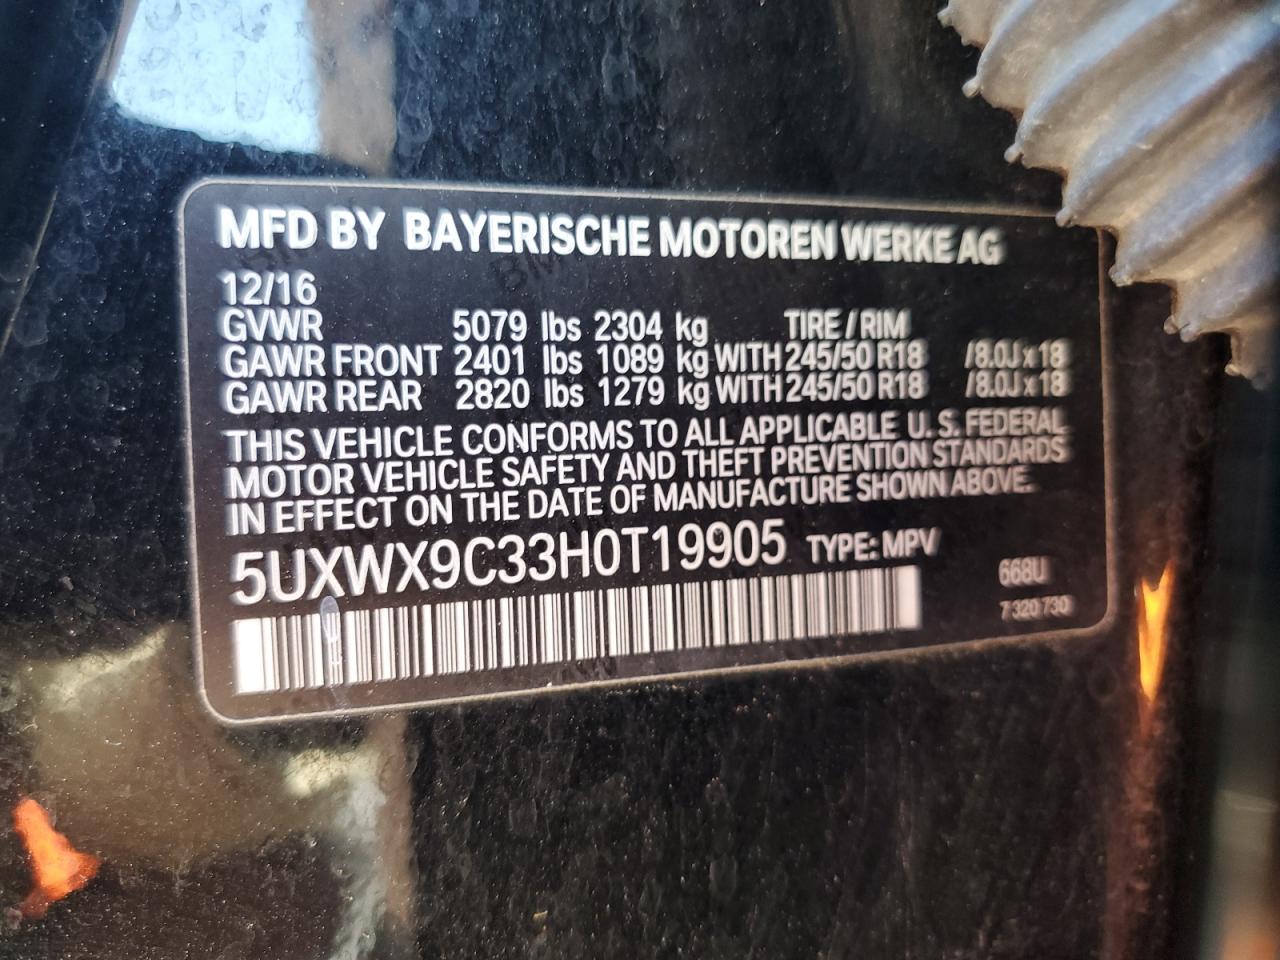 MFD BY BAYERISCHE MOTOREN WERKE AG
12/16
GVWR 5079 lbs 2304 kg TIRE / RIM
GAWR FRONT 2401 lbs 1089 kg WITH 245/50 R18 /8.0J x 18
GAWR REAR 2820 lbs 1279 kg WITH 245/50 R18 /8.0J x 18
THIS VEHICLE CONFORMS TO ALL APPLICABLE U.S. FEDERAL
MOTOR VEHICLE SAFETY AND THEFT PREVENTION STANDARDS
IN EFFECT ON THE DATE OF MANUFACTURE SHOWN ABOVE.
5UXWX9C33H0T19905 TYPE: MPV
668U
7 320 730